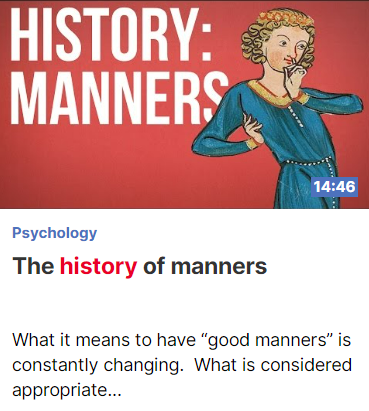 HISTORY:
MANNERS
14:46
Psychology
The history of manners
What it means to have “good manners” is
constantly changing.  What is considered
appropriate...